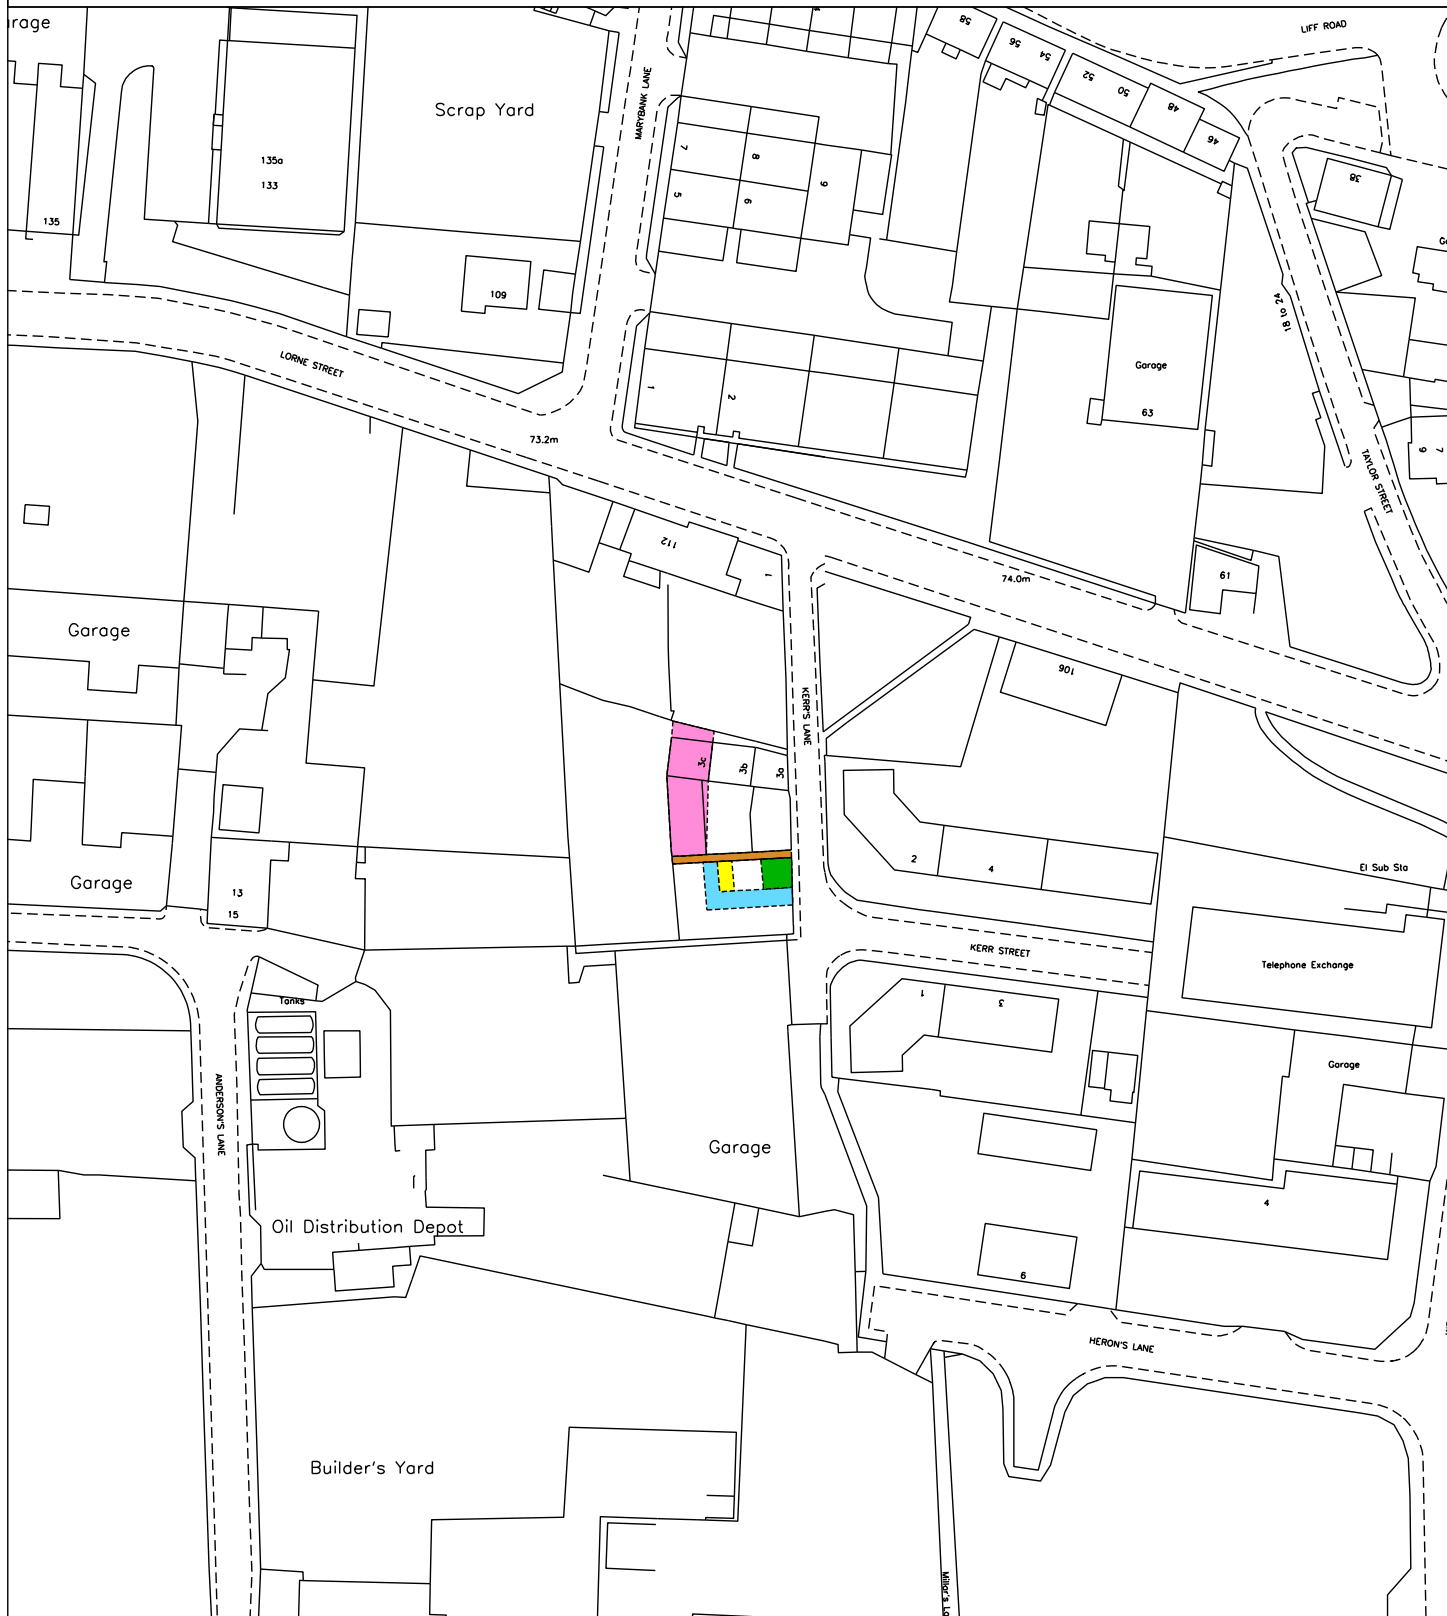 LIFF ROAD
58
56
54
52
50
48
46
38
Scrap Yard
MARYBANK LANE
135a
133
135
7
8
9
5
6
109
18 to 24
LORNE STREET
Garage
63
1
2
73.2m
9
7
TAYLOR STREET
112
1
74.0m
61
Garage
106
KERR'S LANE
3c
3b
3a
2
4
El Sub Sta
Garage
13
15
KERR STREET
Telephone Exchange
1
3
Tanks
Garage
ANDERSON'S LANE
Garage
4
Oil Distribution Depot
6
HERON'S LANE
Builder's Yard